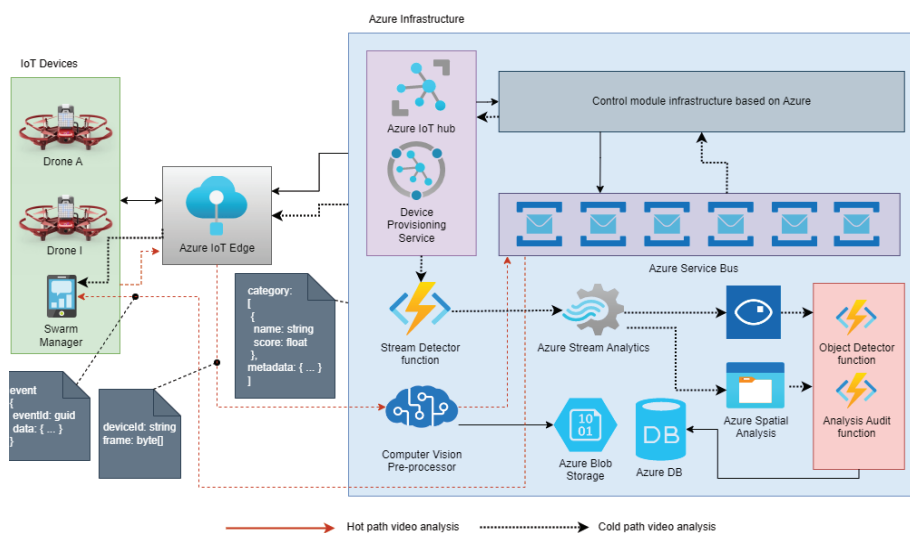 Azure Infrastructure
IoT Devices
Drone A
Drone I
Swarm
Manager
Azure IoT Edge
Azure IoT hub
Device
Provisioning
Service
Control module infrastructure based on Azure
Azure Service Bus
category:
[
{
name: string
score: float
},
metadata: { ... }
]
Stream Detector
function
Azure Stream Analytics
Object Detector
function
Azure Spatial
Analysis
Analysis Audit
function
event
{
eventId: guid
data: { ... }
}
deviceId: string
frame: byte[]
Computer Vision
Pre-processor
10
01
Azure Blob
Storage
DB
Azure DB
Hot path video analysis
Cold path video analysis